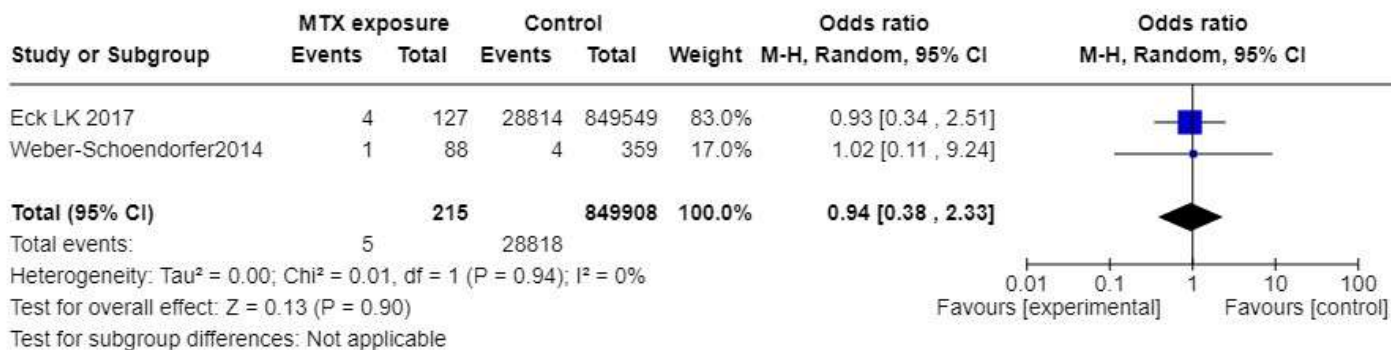 MTX exposure Control Odds ratio Odds ratio
Study or Subgroup Events Total Events Total Weight M-H, Random, 95% CI M-H, Random, 95% CI
Eck LK 2017 4 127 28814 849549 83.0% 0.93 [0.34 , 2.51]
Weber-Schoendorfer2014 1 88 4 359 17.0% 1.02 [0.11 , 9.24]
Total (95% CI) 215 849908 100.0% 0.94 [0.38 , 2.33]
Total events: 5 28818
Heterogeneity: Tau² = 0.00; Chi² = 0.01, df = 1 (P = 0.94); I² = 0%
Test for overall effect: Z = 0.13 (P = 0.90)
Test for subgroup differences: Not applicable
0.01 0.1 1 10 100
Favours [experimental] Favours [control]